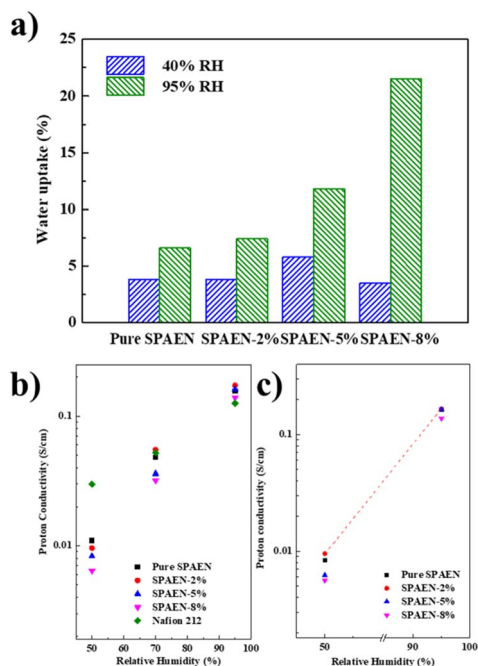 a)
25
20
15
10
5
0
Water uptake (%)
40% RH
95% RH
Pure SPAEN SPAEN-2% SPAEN-5% SPAEN-8%
b)
0.1
0.01
Proton Conductivity (S/cm)
Pure SPAEN
SPAEN-2%
SPAEN-5%
SPAEN-8%
Nafion 212
50 60 70 80 90 100
Relative Humidity (%)
c)
0.1
0.01
Proton conductivity (S/cm)
Pure SPAEN
SPAEN-2%
SPAEN-5%
SPAEN-8%
50 90 100
Relative Humidity (%)